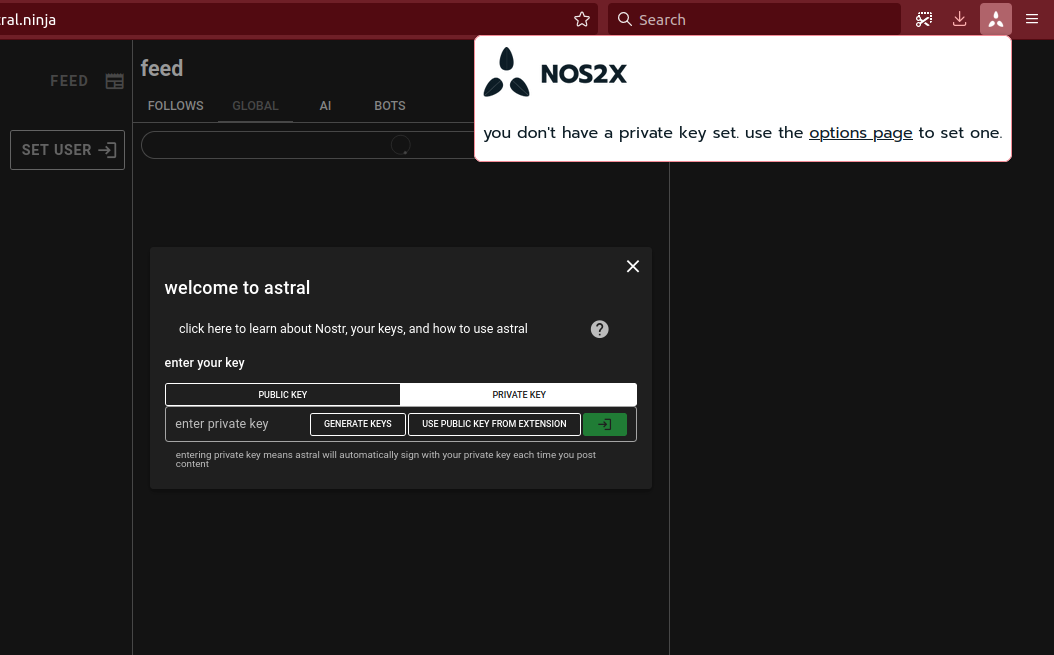 ral.ninja
Search
NOS2X
you don't have a private key set. use the options page to set one.
FEED
SET USER
feed
FOLLOWS GLOBAL AI BOTS
welcome to astral
click here to learn about Nostr, your keys, and how to use astral
?
enter your key
PUBLIC KEY PRIVATE KEY
enter private key GENERATE KEYS USE PUBLIC KEY FROM EXTENSION
entering private key means astral will automatically sign with your private key each time you post
content